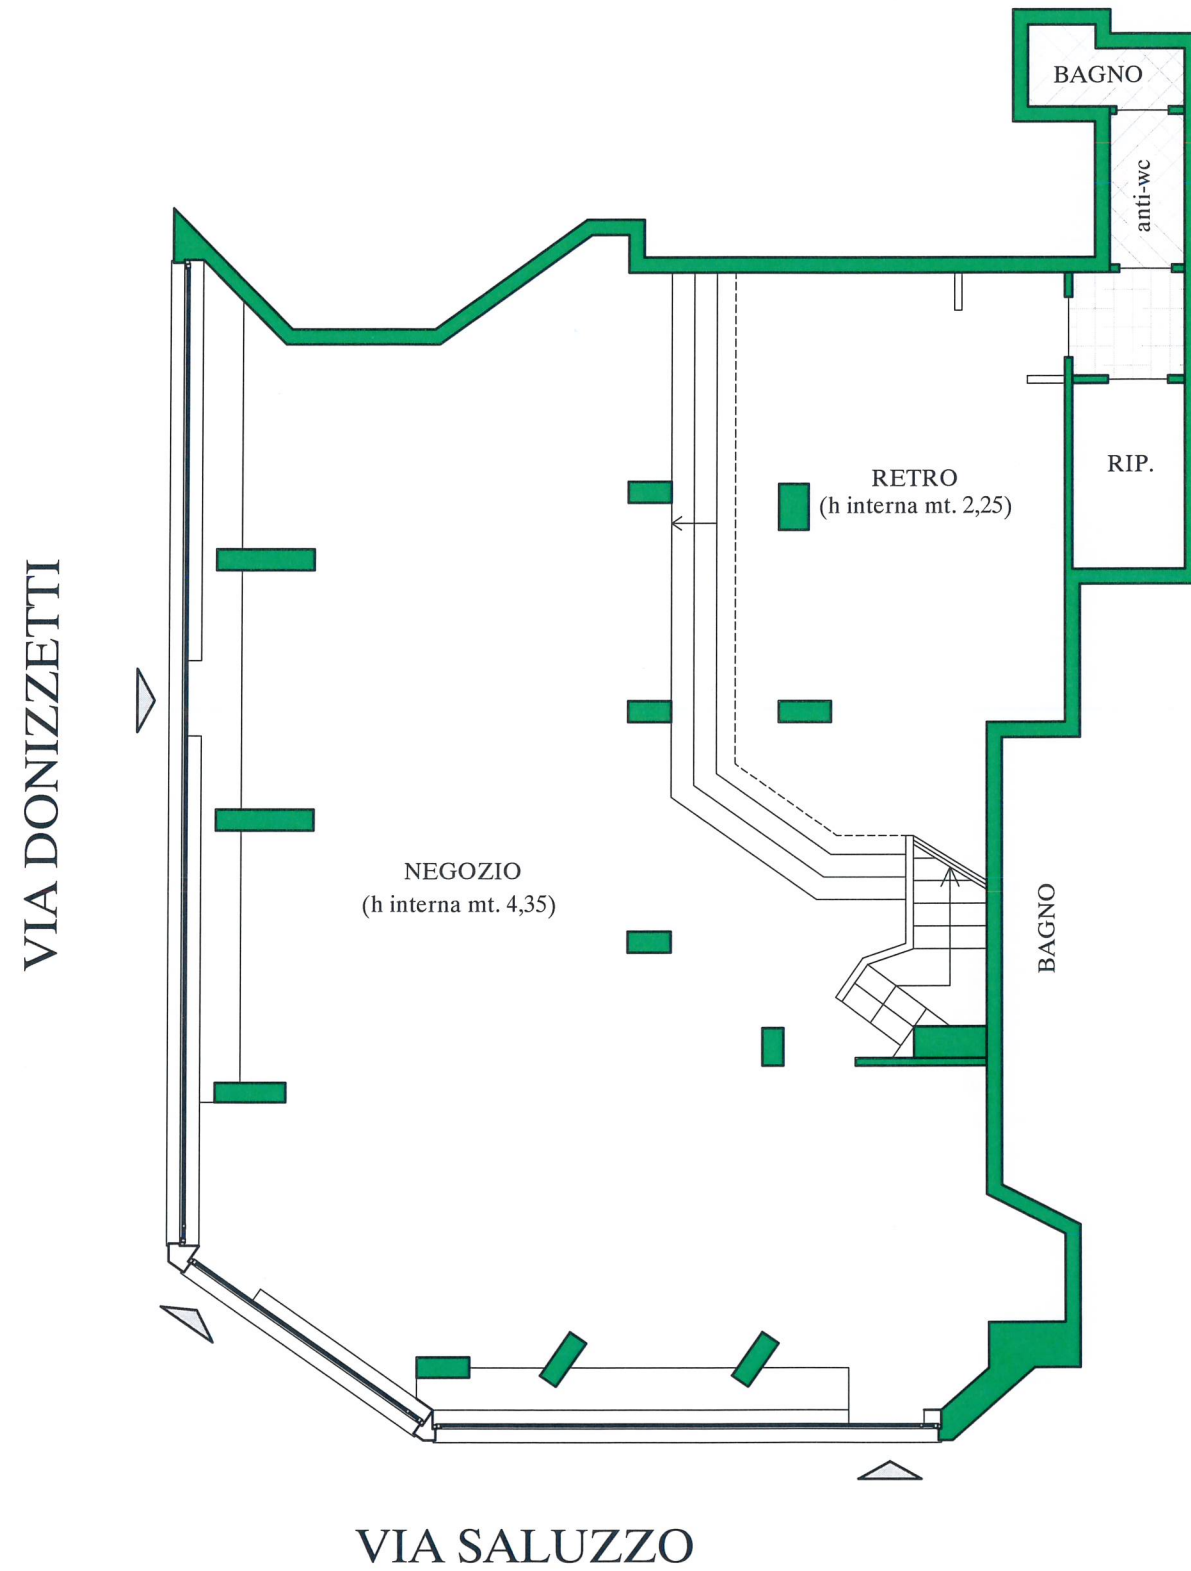 BAGNO
anti-wc
RIP.
RETRO
(h interna mt. 2,25)
VIA DONIZZETTI
NEGOZIO
(h interna mt. 4,35)
BAGNO
VIA SALUZZO